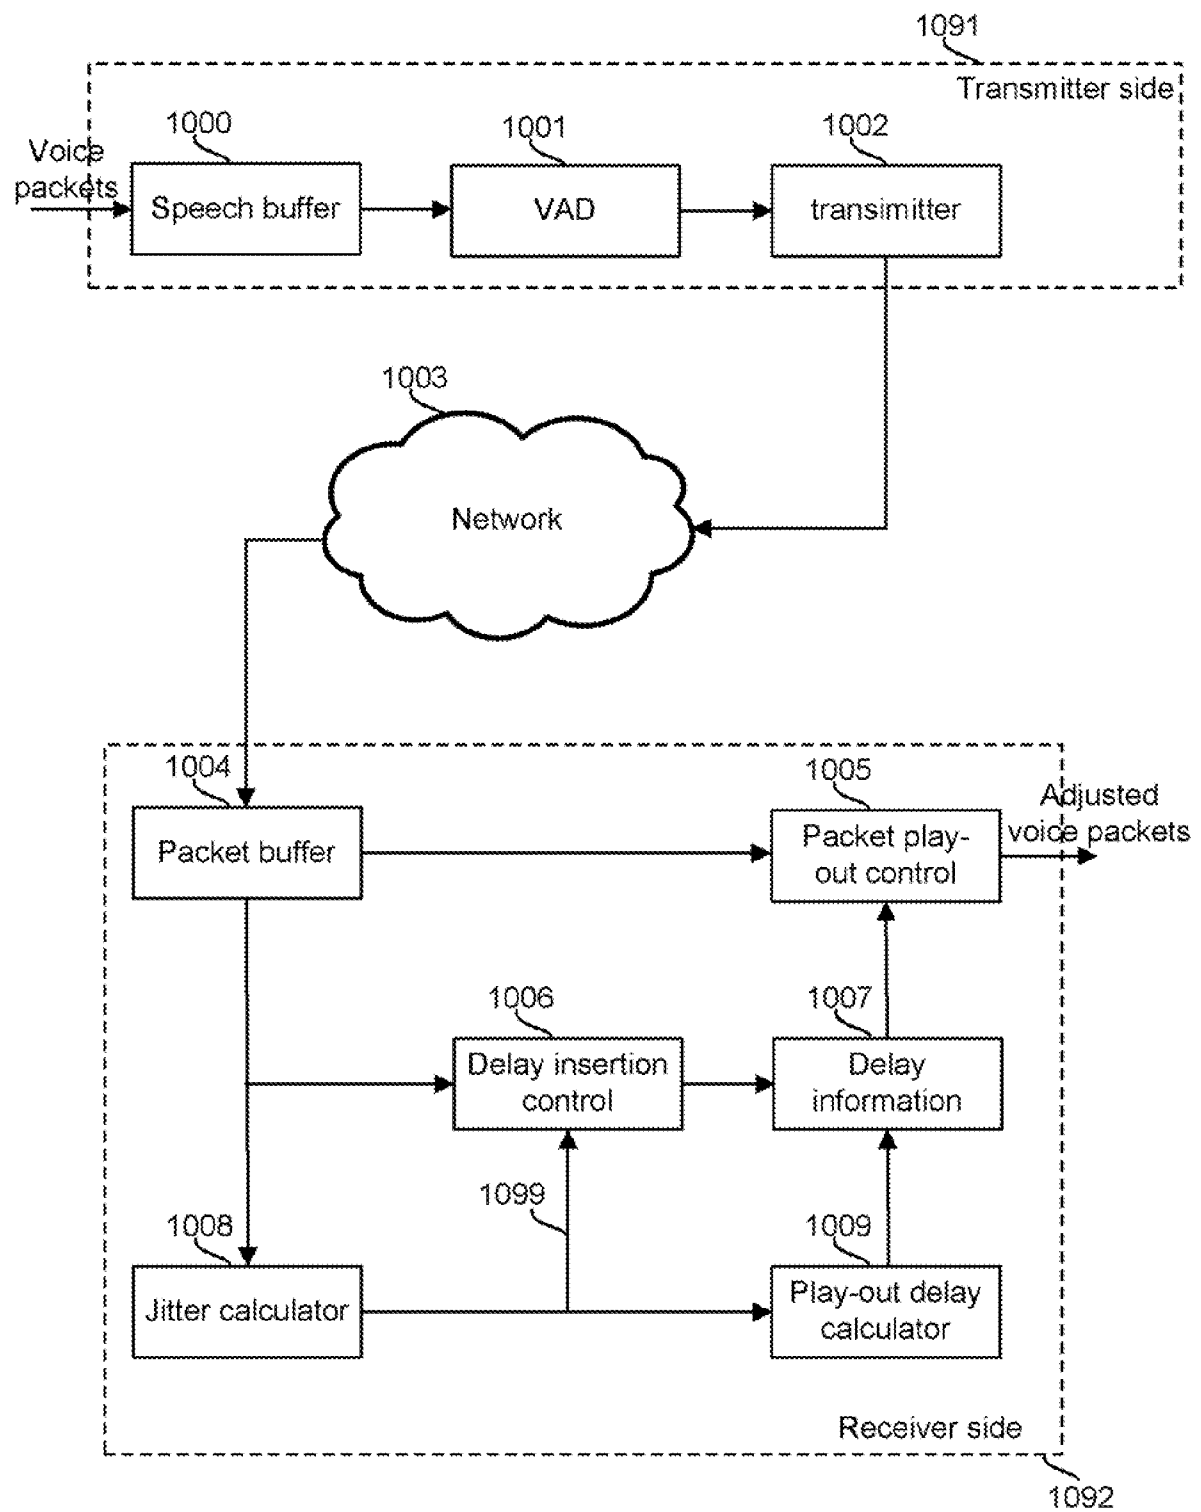 1091
Transmitter side
1000
1001
1002
Voice
packets
Speech buffer
VAD
transimitter
1003
Network
1004
1005
Adjusted
voice packets
Packet buffer
Packet play-
out control
1006
1007
Delay insertion
control
Delay
information
1099
1008
1009
Jitter calculator
Play-out delay
calculator
Receiver side
1092